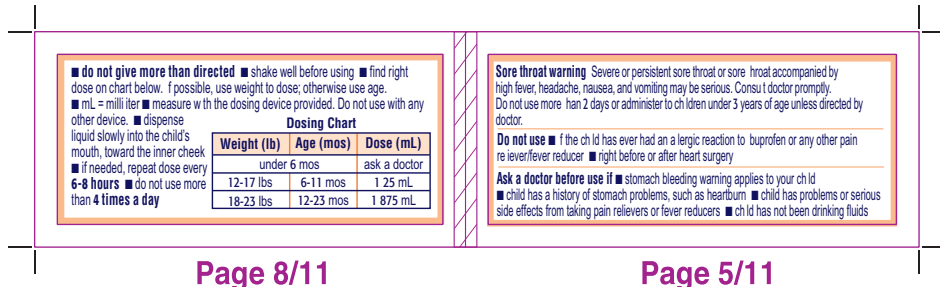 ■ do not give more than directed ■ shake well before using ■ find right
dose on chart below. f possible, use weight to dose; otherwise use age.
■ mL = milli iter ■ measure w th the dosing device provided. Do not use with any
other device. ■ dispense
liquid slowly into the child's
mouth, toward the inner cheek
■ if needed, repeat dose every
6-8 hours ■ do not use more
than 4 times a day
Dosing Chart
Weight (lb) Age (mos) Dose (mL)
under 6 mos ask a doctor
12-17 lbs 6-11 mos 1 25 mL
18-23 lbs 12-23 mos 1 875 mL
Page 8/11
Sore throat warning Severe or persistent sore throat or sore hroat accompanied by
high fever, headache, nausea, and vomiting may be serious. Consu t doctor promptly.
Do not use more han 2 days or administer to ch ldren under 3 years of age unless directed by
doctor.
Do not use ■ f the ch ld has ever had an a lergic reaction to buprofen or any other pain
re iever/fever reducer ■ right before or after heart surgery
Ask a doctor before use if ■ stomach bleeding warning applies to your ch ld
■ child has a history of stomach problems, such as heartburn ■ child has problems or serious
side effects from taking pain relievers or fever reducers ■ ch ld has not been drinking fluids
Page 5/11